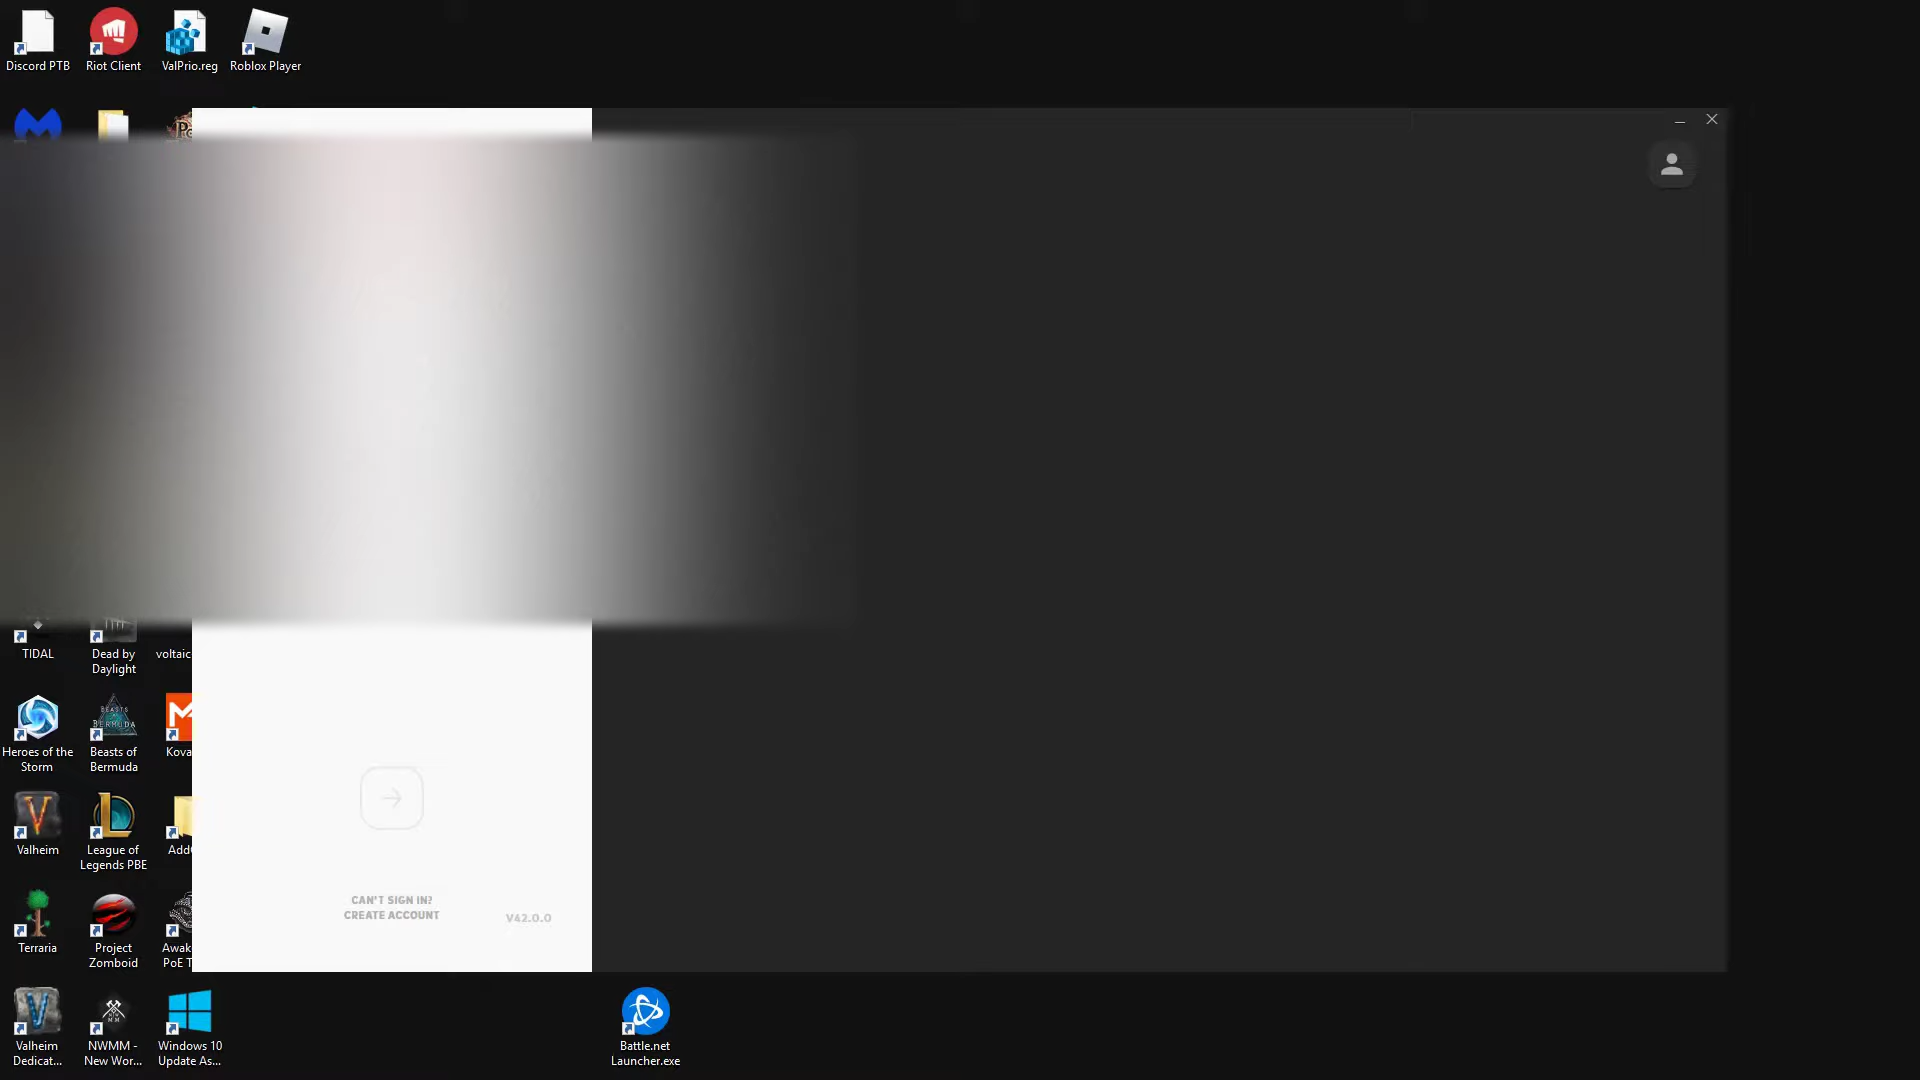 Discord PTB
Riot Client
ValPrio.reg
Roblox Player
TIDAL
Dead by
Daylight
voltaic
Heroes of the
Storm
Beasts of
Bermuda
Kova
Valheim
League of
Legends PBE
Add
Terraria
Project
Zomboid
Awak
PoE T
CAN'T SIGN IN?
CREATE ACCOUNT
V42.0.0
Valheim
Dedicat...
NWMM -
New Wor...
Windows 10
Update As...
Battle.net
Launcher.exe